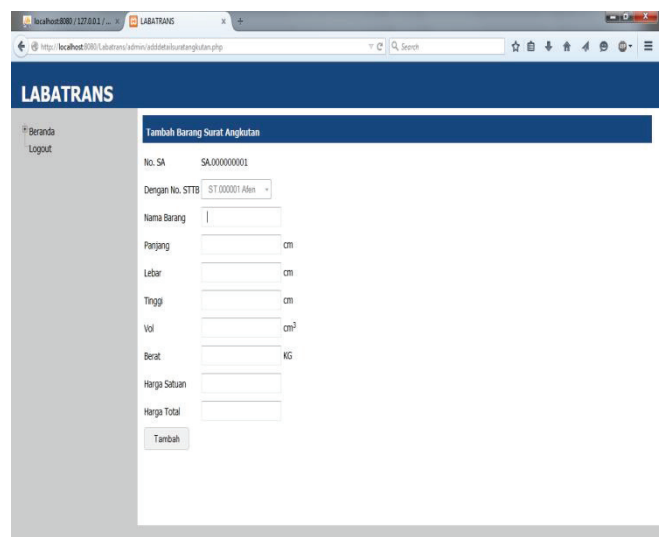 localhost:8080 / 127.0.0.1 / ... ×
LABATRANS ×
http://localhost:8080/Labatrans/admin/adddetailsuratangkutan.php
Search
LABATRANS
Beranda
Logout
Tambah Barang Surat Angkutan
No. SA SA.000000001
Dengan No. STTB ST.000001 Afen
Nama Barang
Panjang cm
Lebar cm
Tinggi cm
Vol cm³
Berat KG
Harga Satuan
Harga Total
Tambah